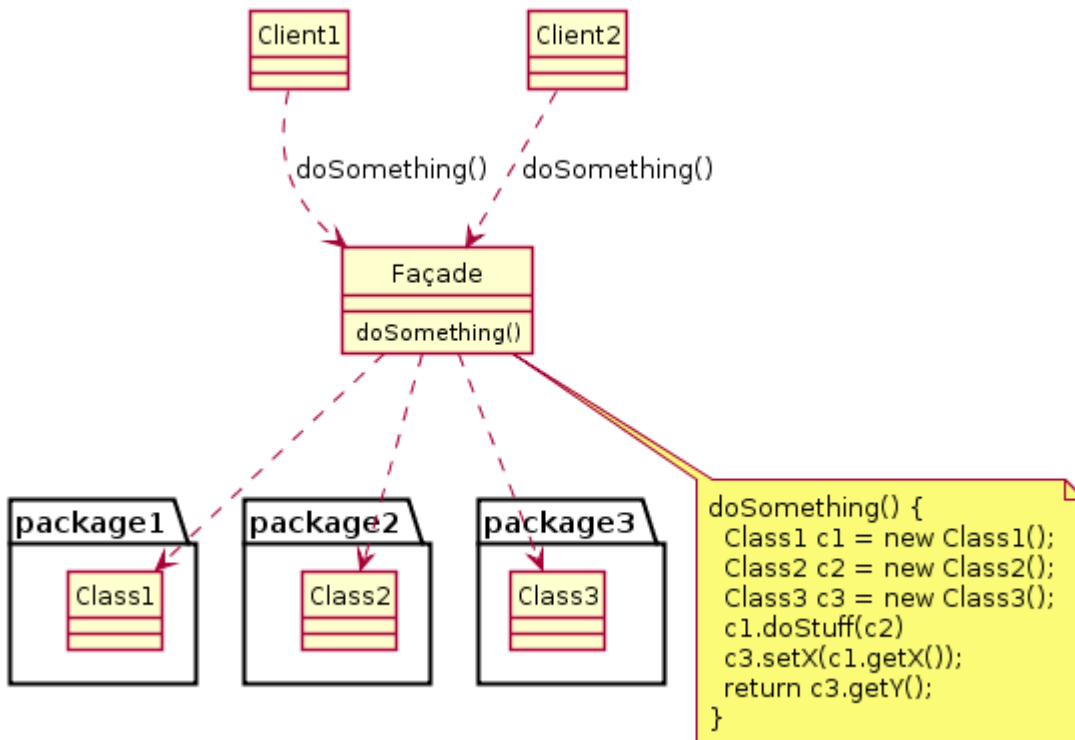 Client1
Client2
doSomething()
doSomething()
Façade
doSomething()
package1
package2
package3
Class1
Class2
Class3
doSomething() {
Class1 c1 = new Class1();
Class2 c2 = new Class2();
Class3 c3 = new Class3();
c1.doStuff(c2)
c3.setX(c1.getX());
return c3.getY();
}